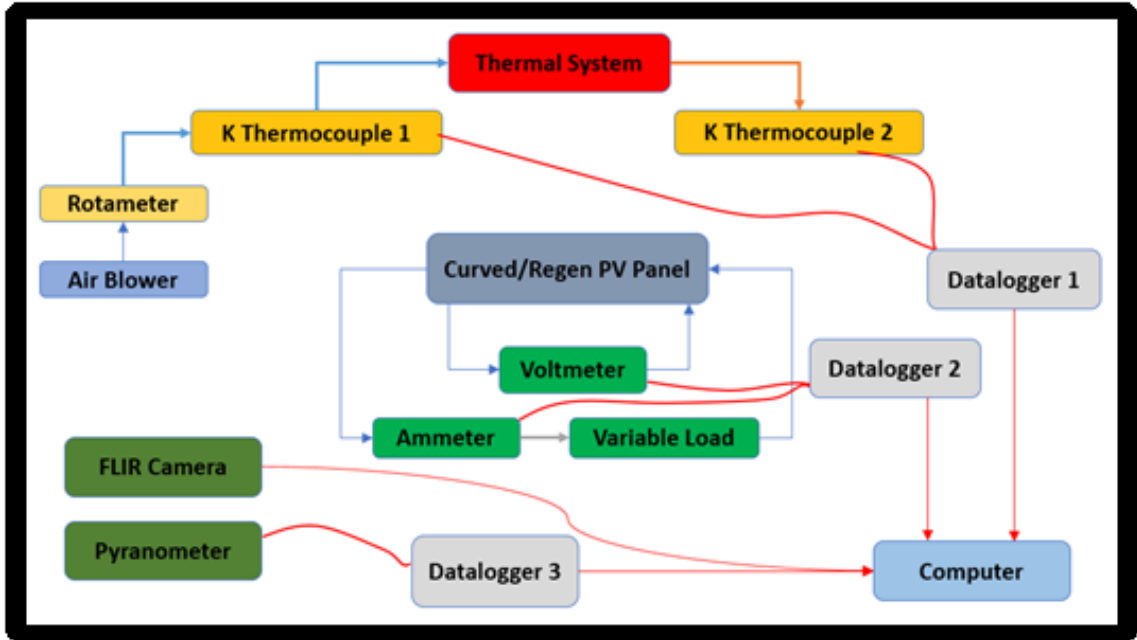 Thermal System
K Thermocouple 1
K Thermocouple 2
Rotameter
Air Blower
Curved/Regen PV Panel
Datalogger 1
Voltmeter
Datalogger 2
Ammeter
Variable Load
FLIR Camera
Pyranometer
Datalogger 3
Computer